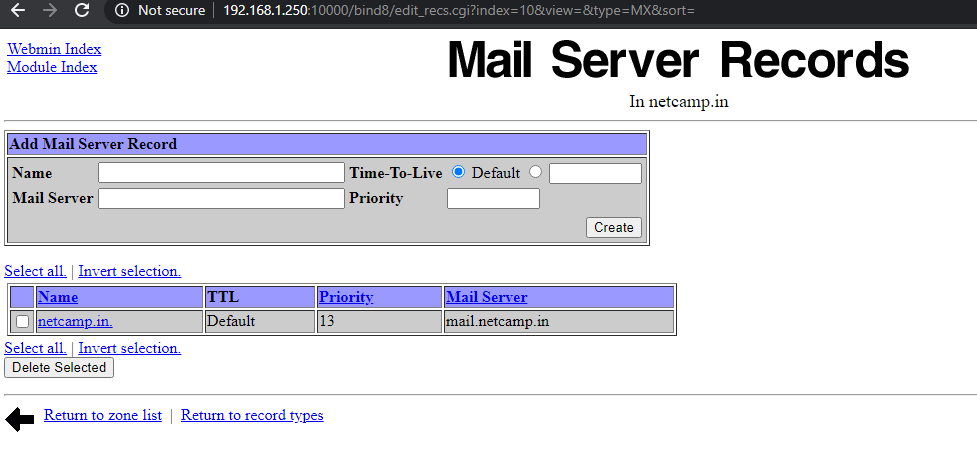 Not secure | 192.168.1.250:10000/bind8/edit_recs.cgi?index=10&view=&type=MX&sort=
Webmin Index
Module Index
Mail Server Records
In netcamp.in
Add Mail Server Record
Name Time-To-Live Default
Mail Server Priority
Create
Select all. | Invert selection.
Name TTL Priority Mail Server
netcamp.in. Default 13 mail.netcamp.in
Select all. | Invert selection.
Delete Selected
Return to zone list | Return to record types